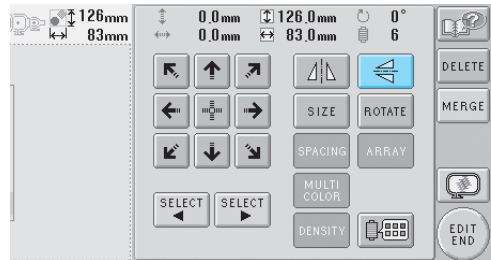 126mm 0.0mm 126.0mm 0°
83mm 0.0mm 83.0mm 6
DELETE
SIZE ROTATE MERGE
SPACING ARRAY
MULTI
COLOR
SELECT SELECT
DENSITY
EDIT
END